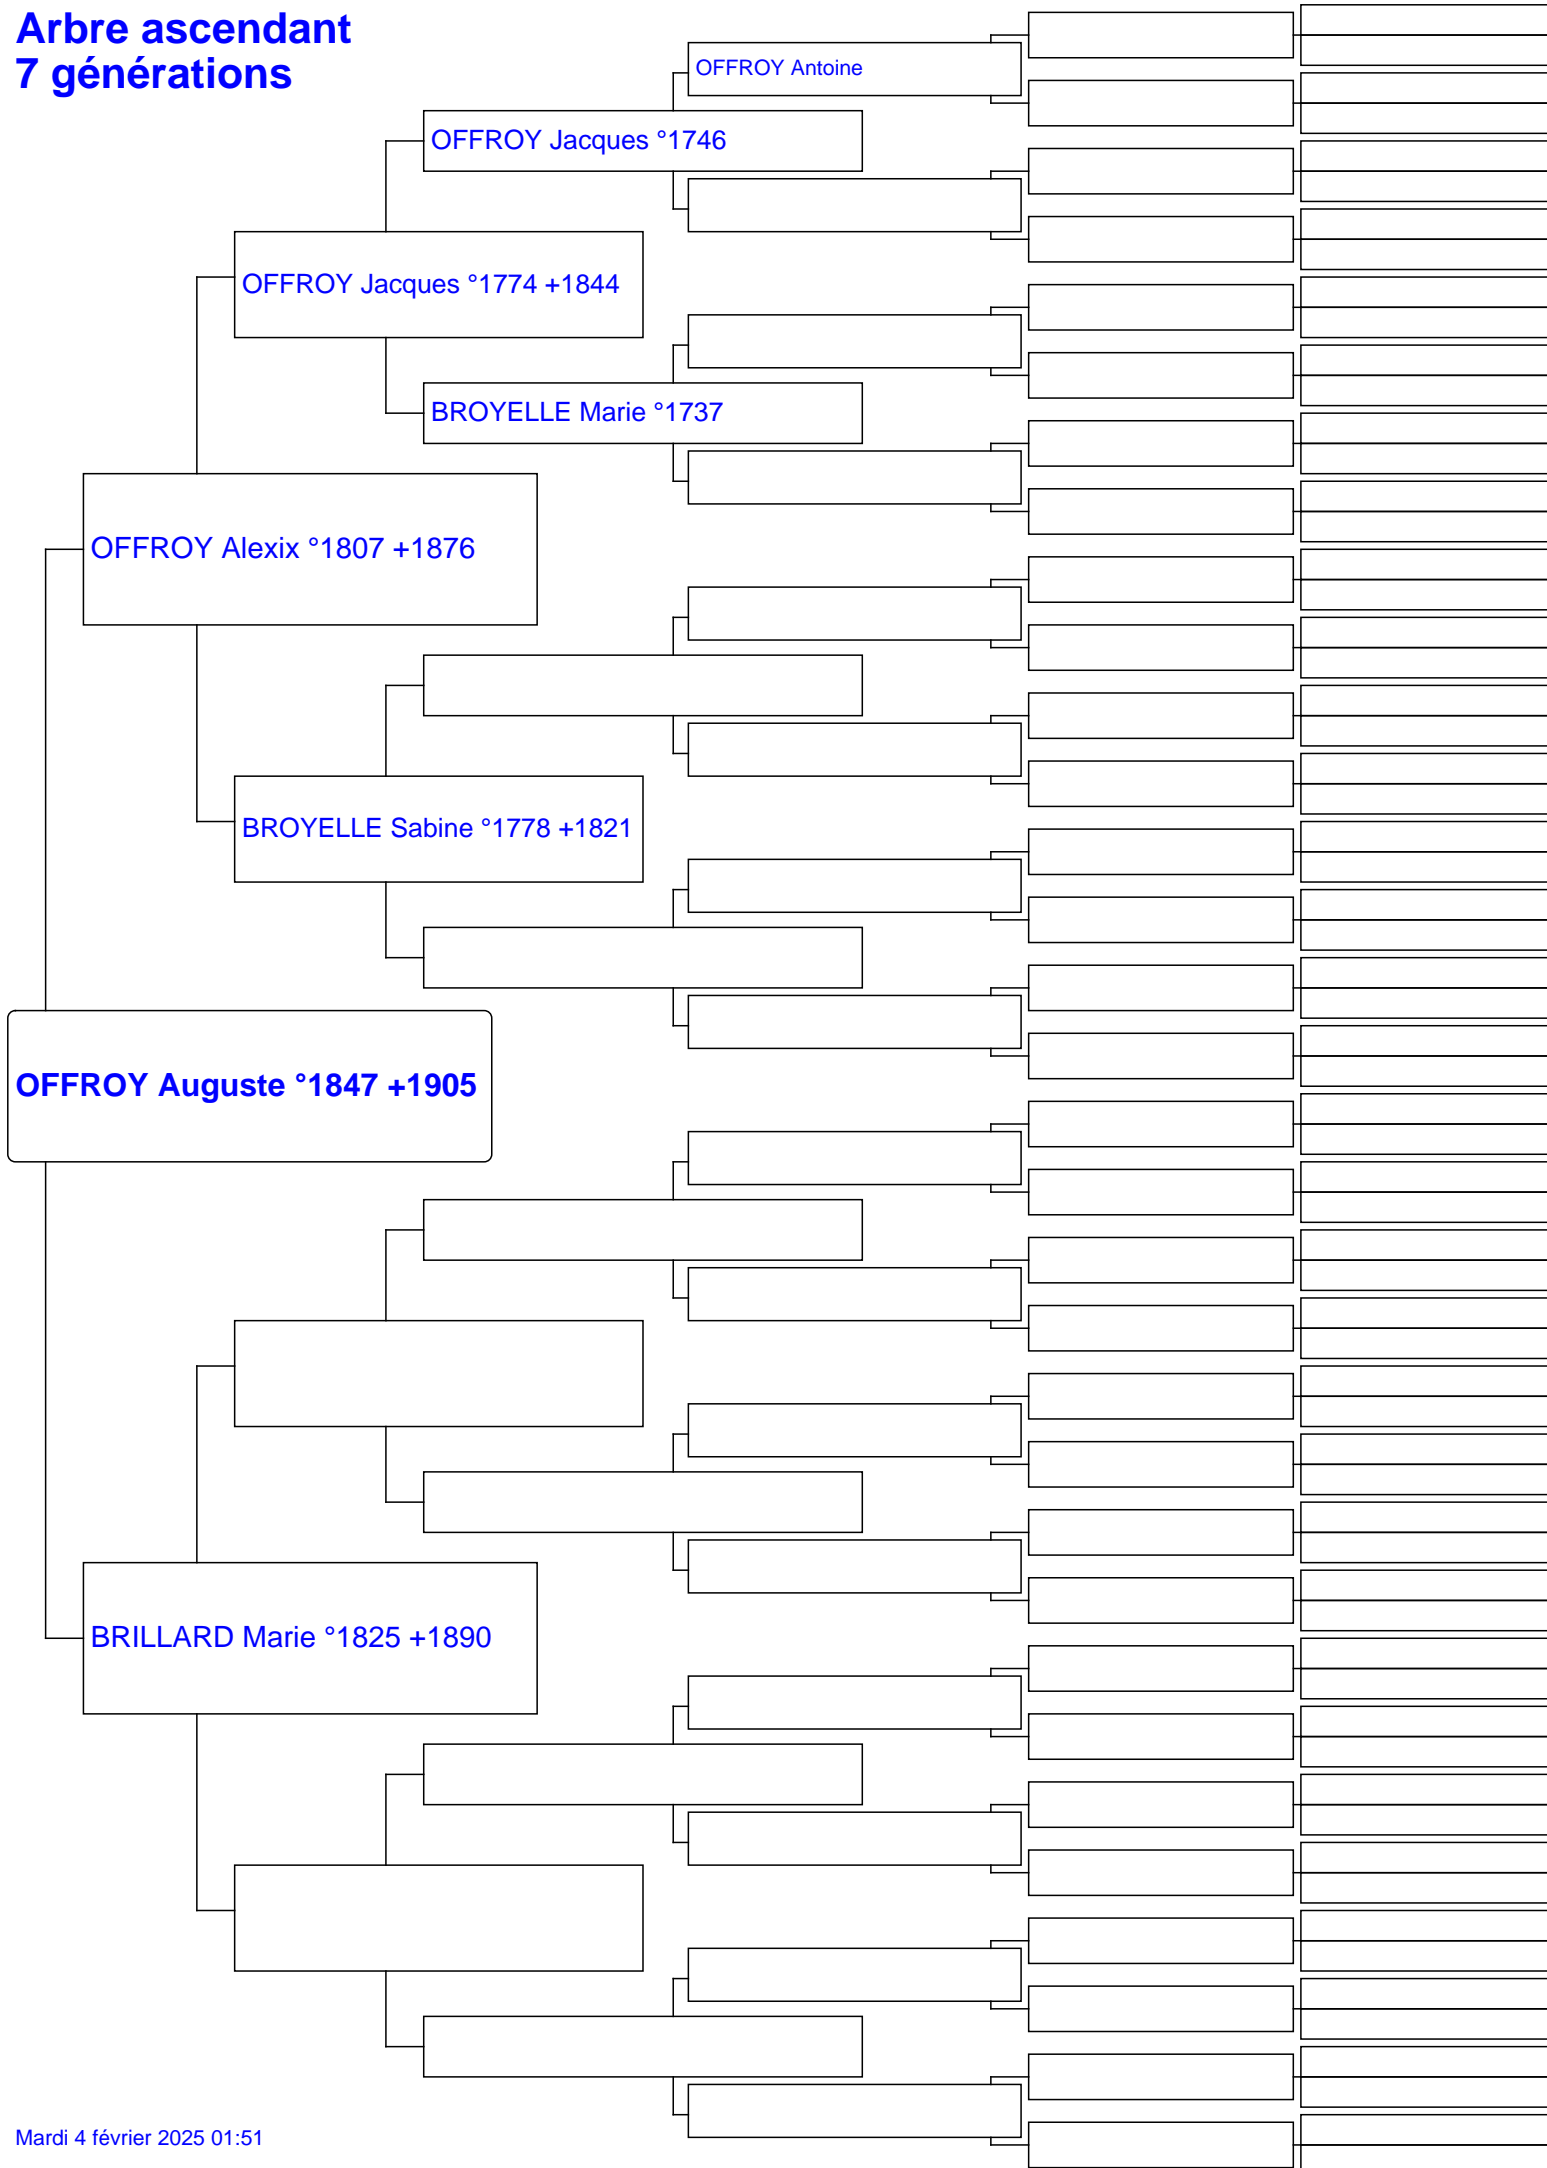 Arbre ascendant
7 générations
OFFROY Antoine
OFFROY Jacques °1746
OFFROY Jacques °1774 +1844
BROYELLE Marie °1737
OFFROY Alexix °1807 +1876
BROYELLE Sabine °1778 +1821
OFFROY Auguste °1847 +1905
BRILLARD Marie °1825 +1890
Mardi 4 février 2025 01:51